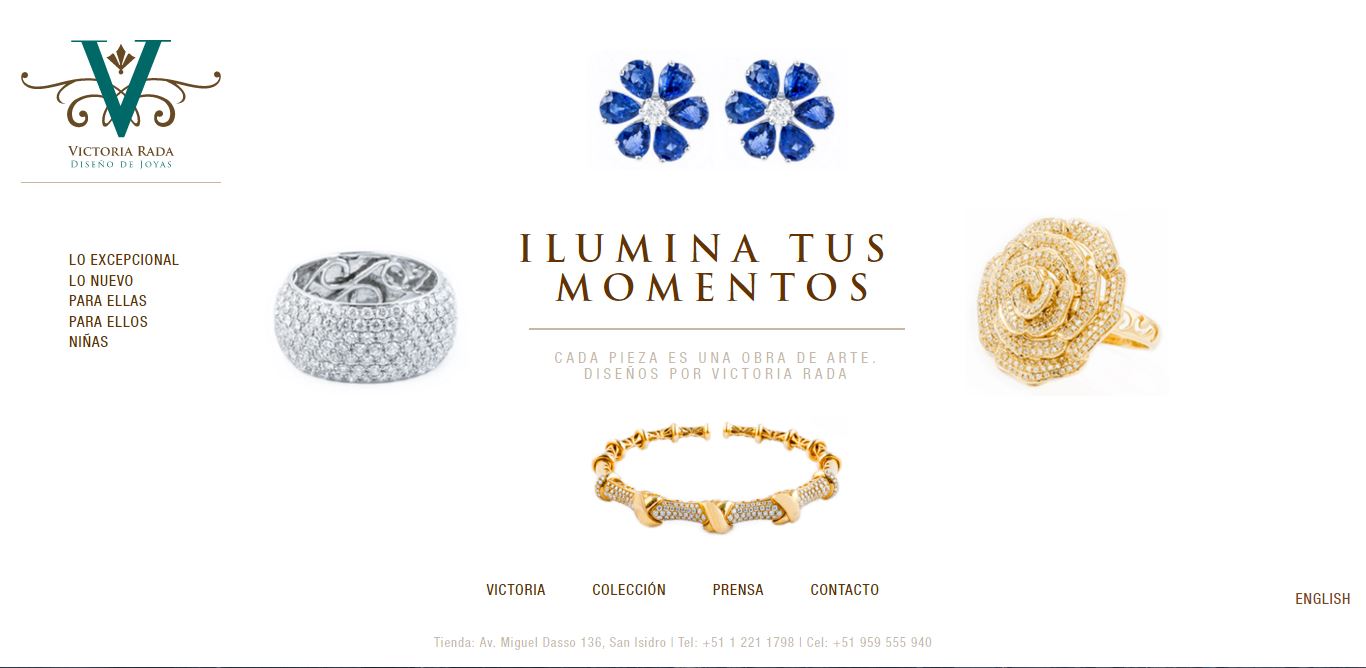 VICTORIA RADA
DISEÑO DE JOYAS
LO EXCEPCIONAL
LO NUEVO
PARA ELLAS
PARA ELLOS
NIÑAS
ILUMINA TUS
MOMENTOS
CADA PIEZA ES UNA OBRA DE ARTE.
DISEÑOS POR VICTORIA RADA
VICTORIA COLECCIÓN PRENSA CONTACTO
ENGLISH
Tienda: Av. Miguel Dasso 136, San Isidro | Tel: +51 1 221 1798 | Cel: +51 959 555 940